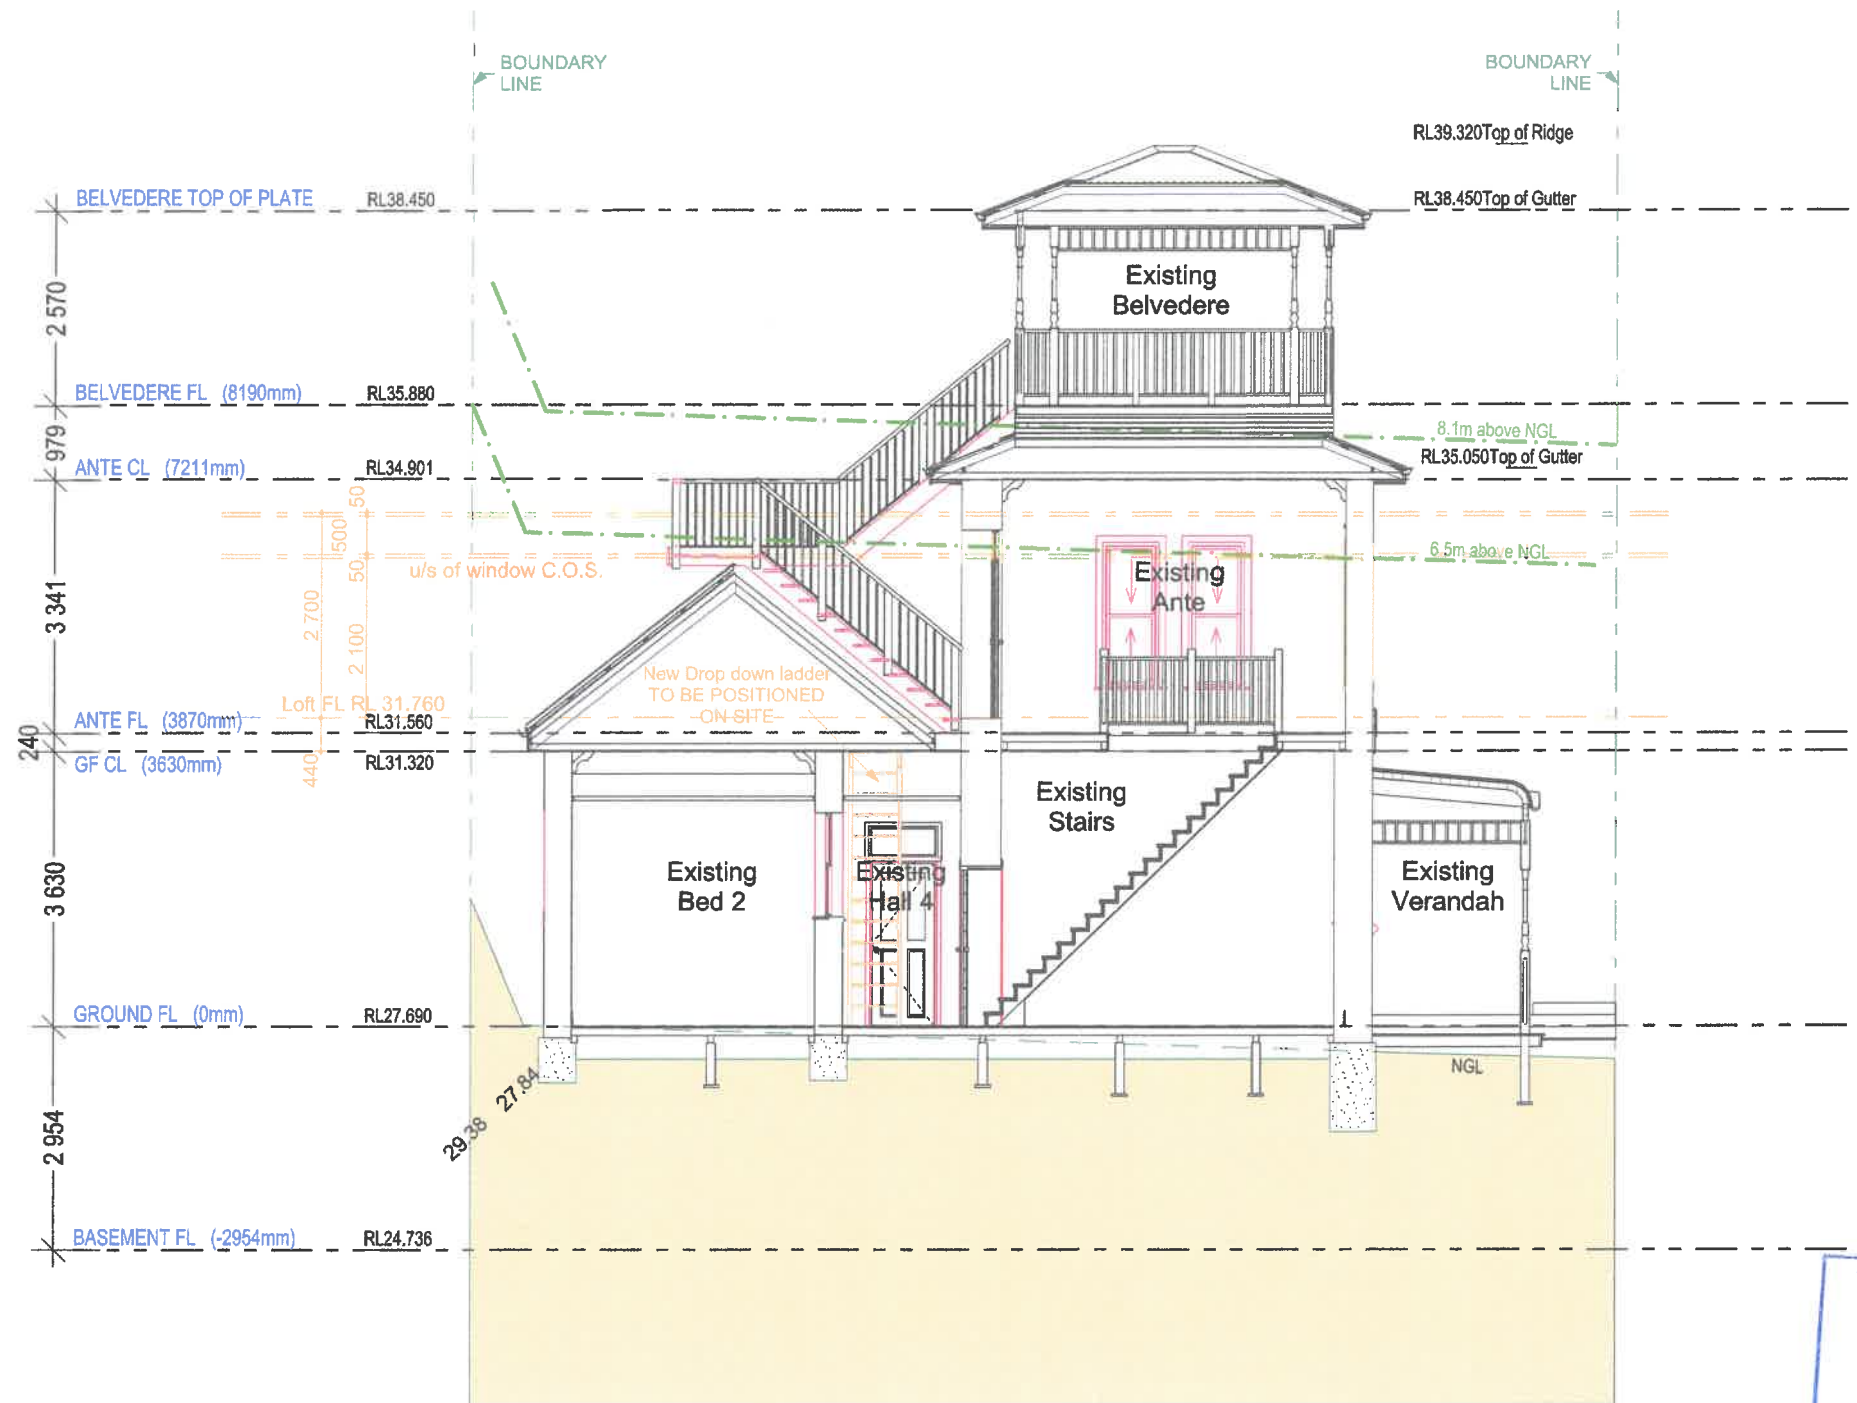 BOUNDARY
LINE
BOUNDARY
LINE
RL39.320Top of Ridge
BELVEDERE TOP OF PLATE RL38.450
RL38.450Top of Gutter
2 570
Existing
Belvedere
BELVEDERE FL (8190mm) RL35.880
8.1m above NGL
979
ANTE CL (7211mm) RL34.901
RL35.050Top of Gutter
50
500
50
6.5m above NGL
u/s of window C.O.S.
Existing
Ante
3 341
2 700
2 100
New Drop down ladder
TO BE POSITIONED
ON SITE
Loft FL RL 31.760
ANTE FL (3870mm) RL31.560
240
GF CL (3630mm) RL31.320
440
Existing
Stairs
3 630
Existing
Bed 2
Existing
Hall 4
Existing
Verandah
GROUND FL (0mm) RL27.690
NGL
27.84
29.38
2 954
BASEMENT FL (-2954mm) RL24.736